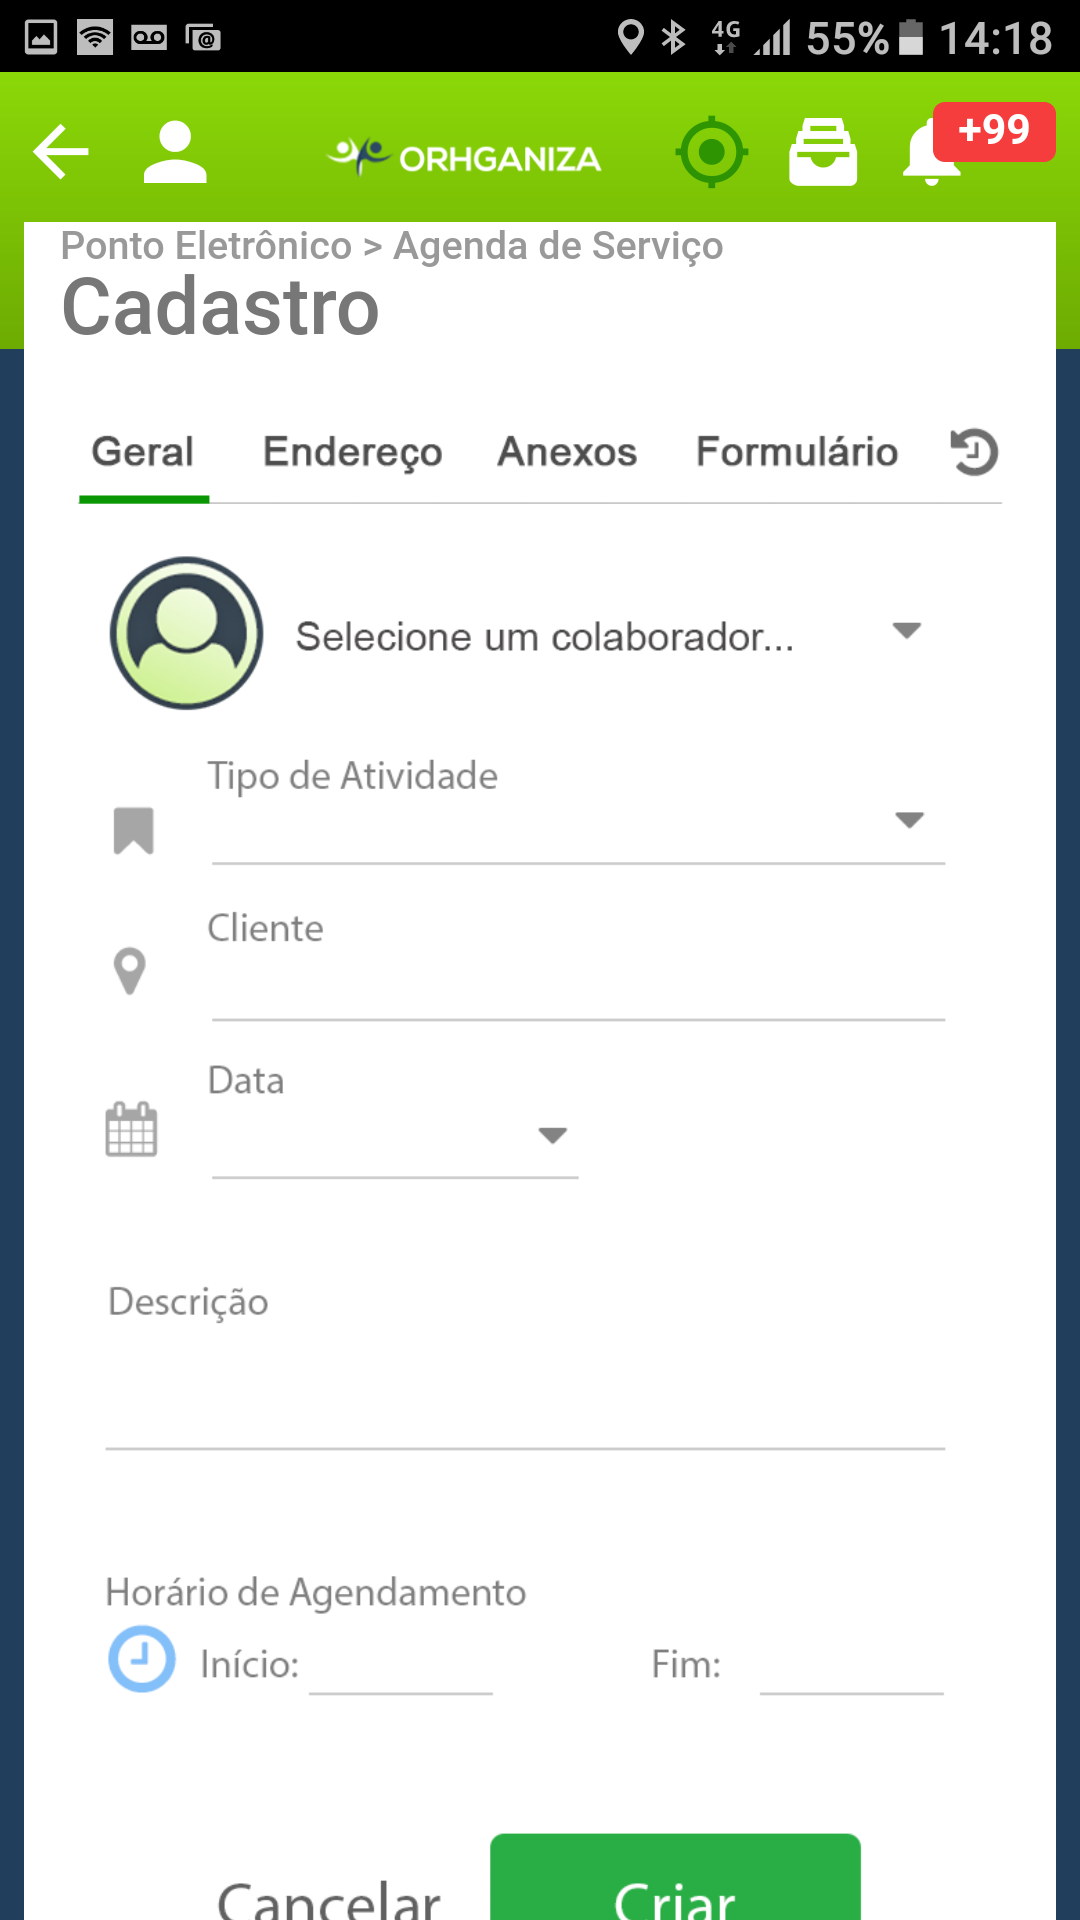 4G 55% 14:18
ORHGANIZA +99
Ponto Eletrônico > Agenda de Serviço
Cadastro
Geral Endereço Anexos Formulário
Selecione um colaborador...
Tipo de Atividade
Cliente
Data
Descrição
Horário de Agendamento
Início: Fim:
Cancelar Criar